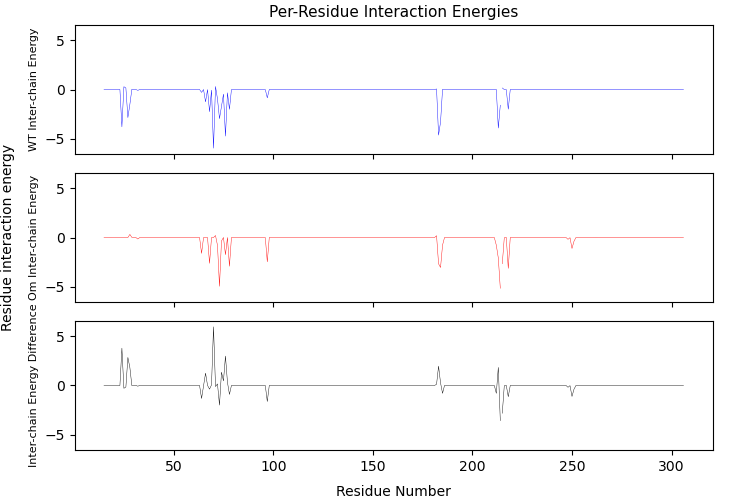 Per-Residue Interaction Energies
Residue interaction energy
WT Inter-chain Energy
5
0
−5
Om Inter-chain Energy
5
0
−5
Inter-chain Energy Difference
5
0
−5
50
100
150
200
250
300
Residue Number